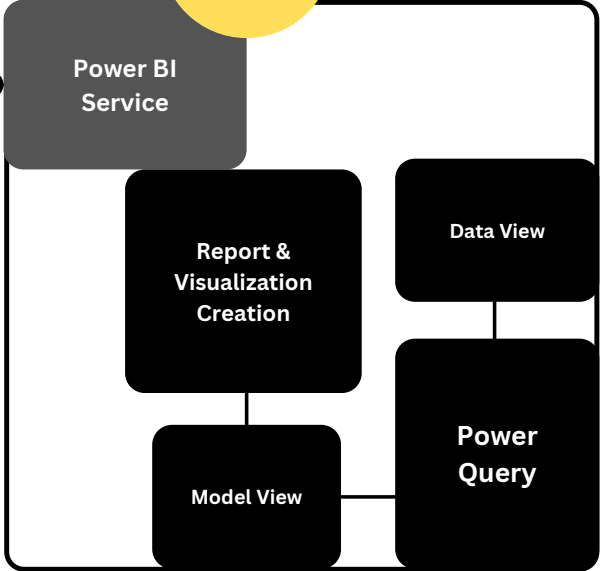 Power BI
Service
Report &
Visualization
Creation
Data View
Model View
Power
Query